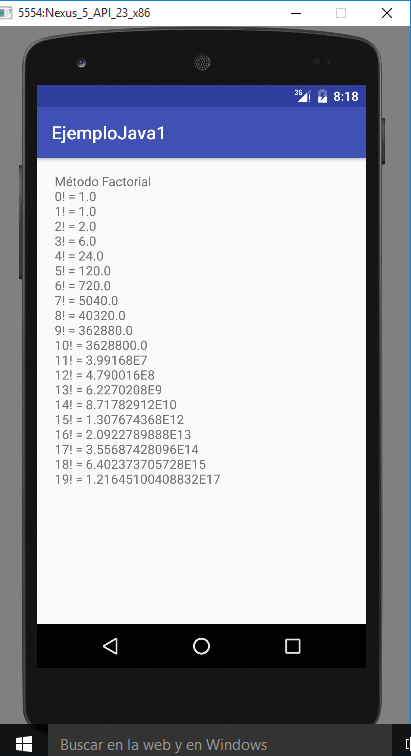 5554:Nexus_5_API_23_x86
3G 8:18
EjemploJava1
Método Factorial
0! = 1.0
1! = 1.0
2! = 2.0
3! = 6.0
4! = 24.0
5! = 120.0
6! = 720.0
7! = 5040.0
8! = 40320.0
9! = 362880.0
10! = 3628800.0
11! = 3.99168E7
12! = 4.790016E8
13! = 6.2270208E9
14! = 8.71782912E10
15! = 1.307674368E12
16! = 2.0922789888E13
17! = 3.55687428096E14
18! = 6.402373705728E15
19! = 1.21645100408832E17
Buscar en la web y en Windows